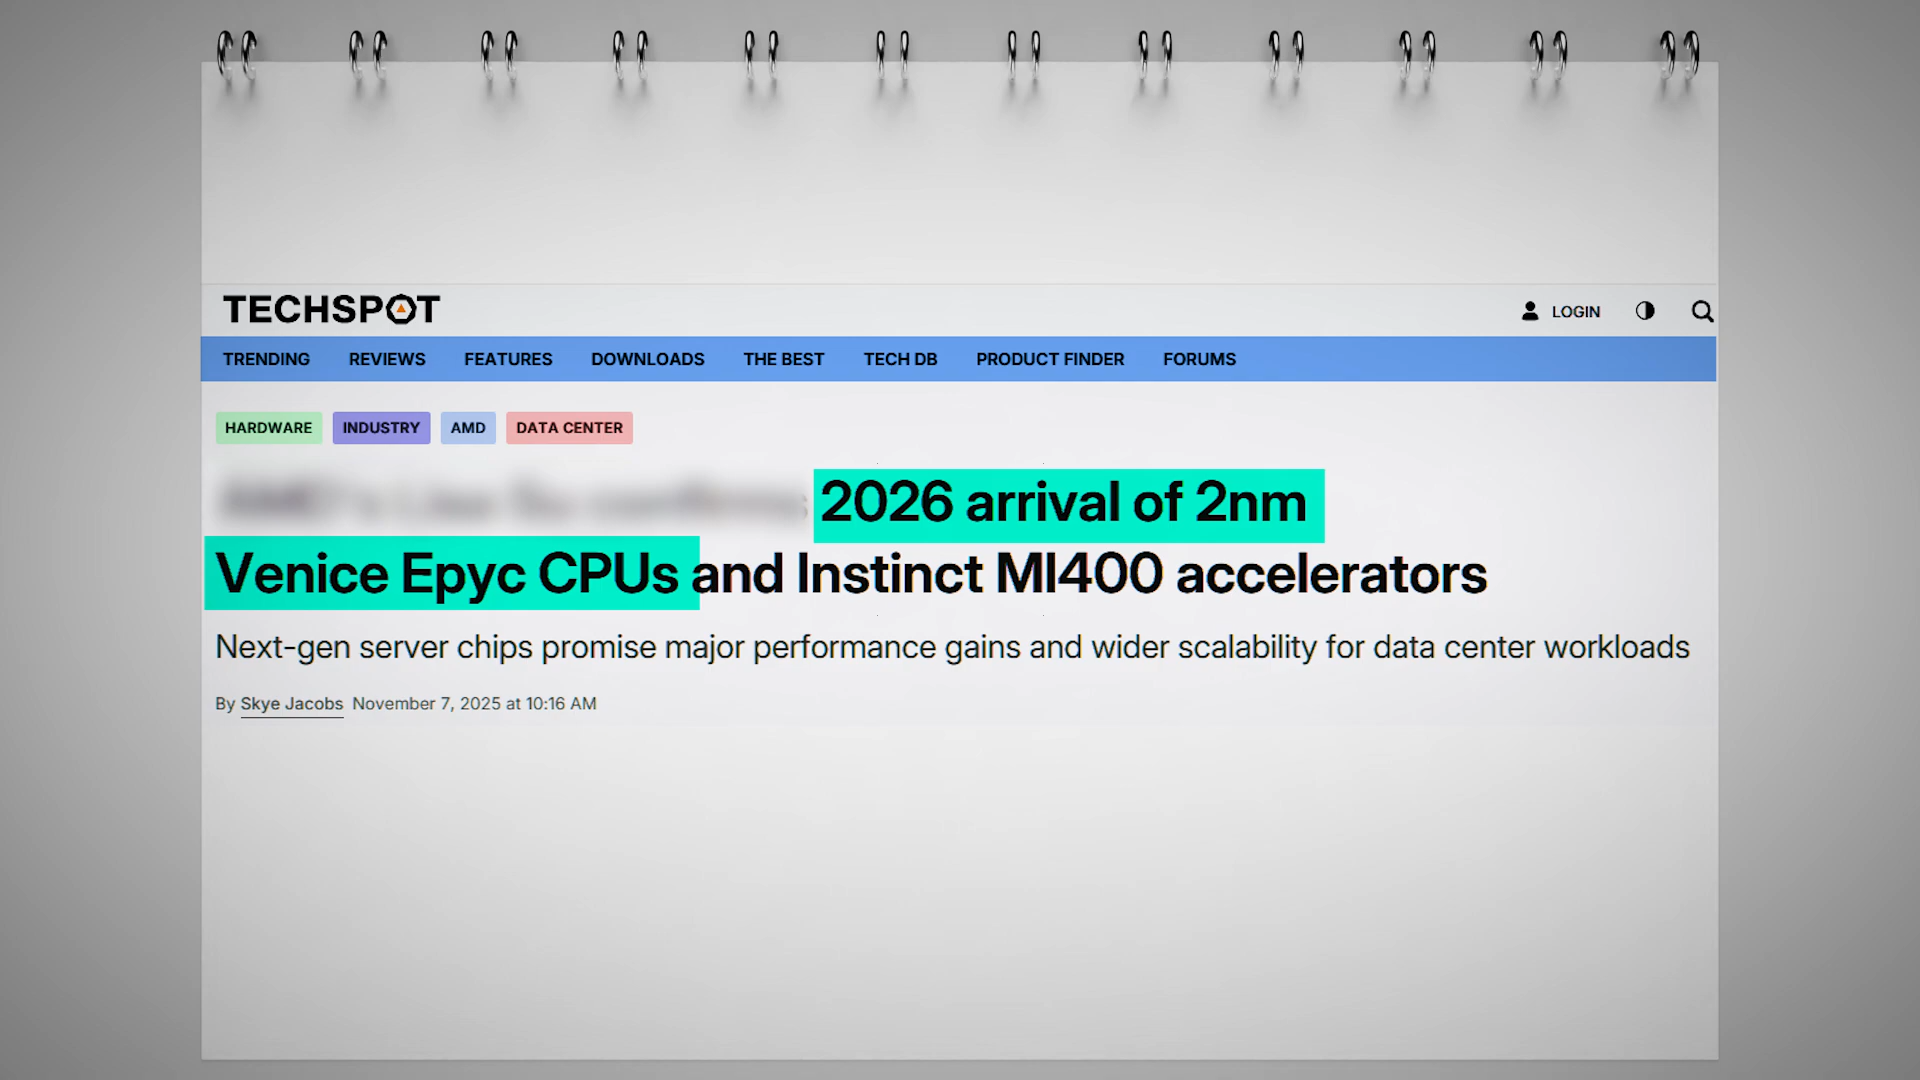 TECHSPOT
LOGIN
TRENDING REVIEWS FEATURES DOWNLOADS THE BEST TECH DB PRODUCT FINDER FORUMS
HARDWARE INDUSTRY AMD DATA CENTER
2026 arrival of 2nm
Venice Epyc CPUs and Instinct MI400 accelerators
Next-gen server chips promise major performance gains and wider scalability for data center workloads
By Skye Jacobs November 7, 2025 at 10:16 AM